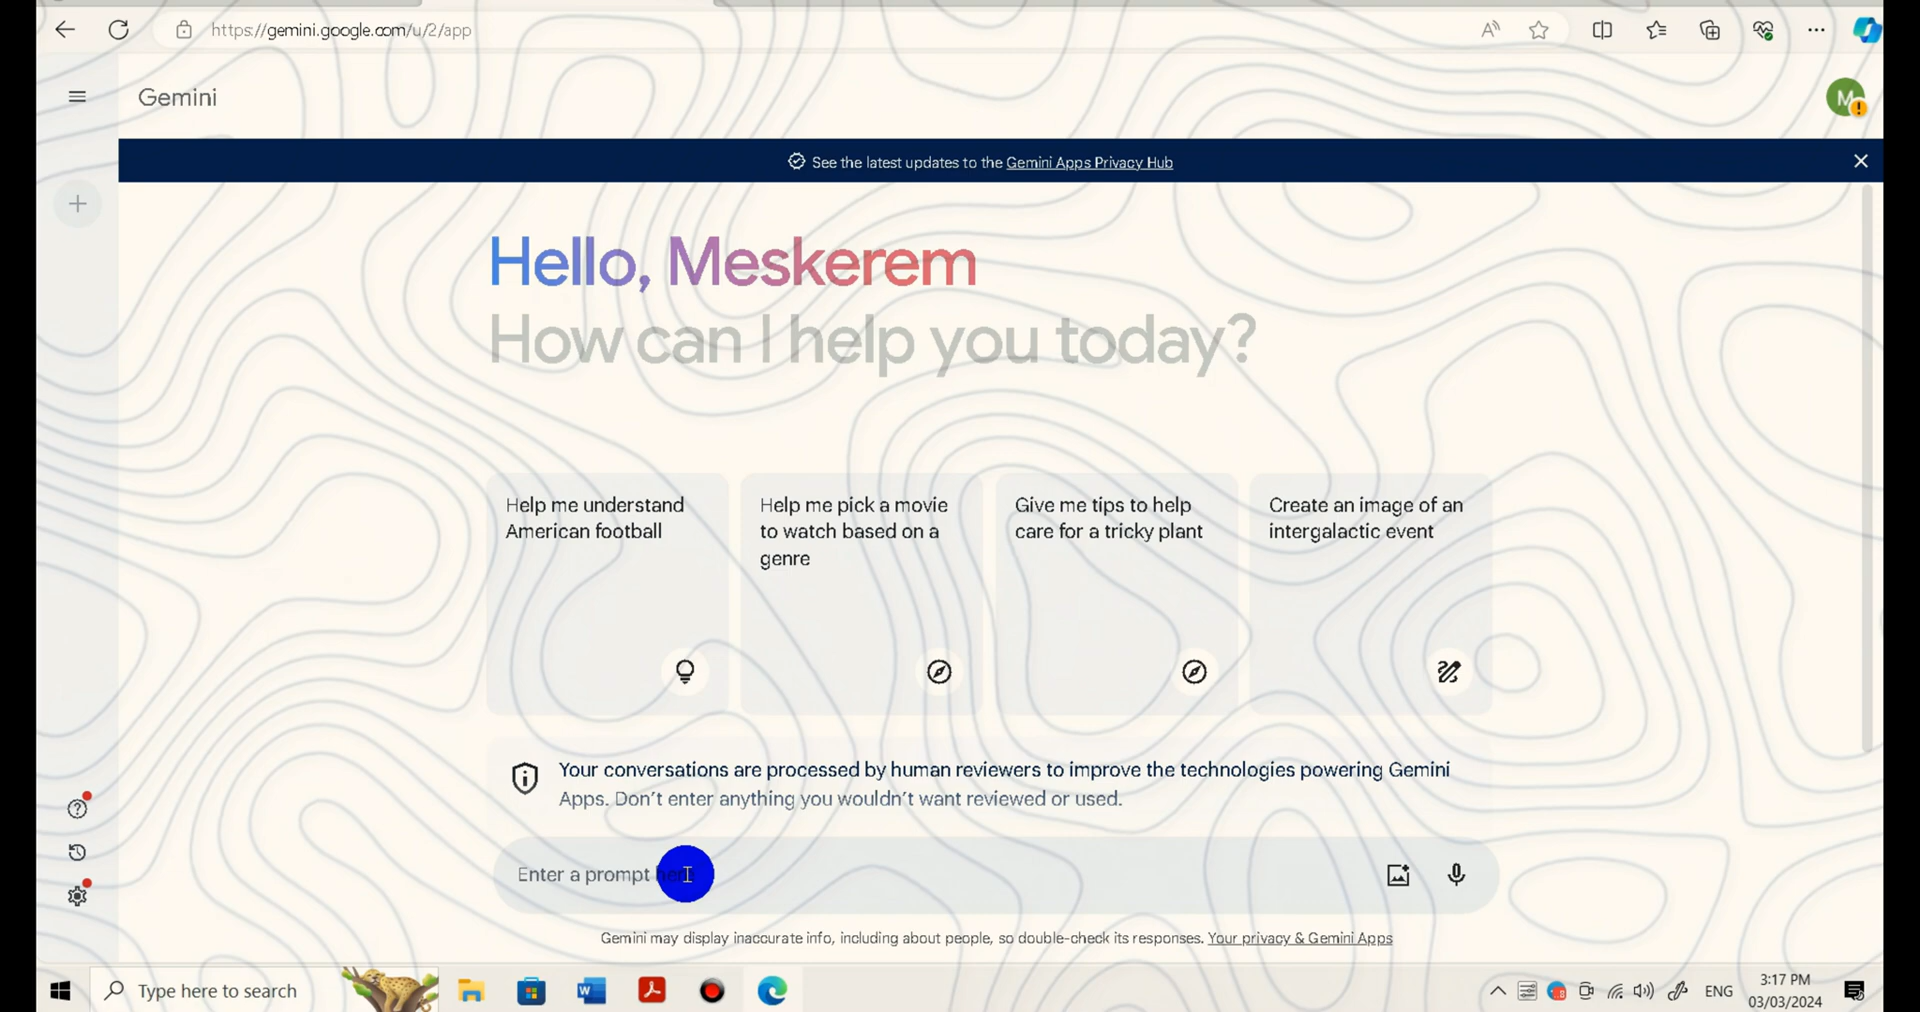 https://gemini.google.com/u/2/app
Gemini
M
See the latest updates to the Gemini Apps Privacy Hub
Hello, Meskerem
How can I help you today?
Help me understand
American football
Help me pick a movie
to watch based on a
genre
Give me tips to help
care for a tricky plant
Create an image of an
intergalactic event
Your conversations are processed by human reviewers to improve the technologies powering Gemini
Apps. Don't enter anything you wouldn't want reviewed or used.
Enter a prompt here
Gemini may display inaccurate info, including about people, so double-check its responses. Your privacy & Gemini Apps
Type here to search
ENG
3:17 PM
03/03/2024